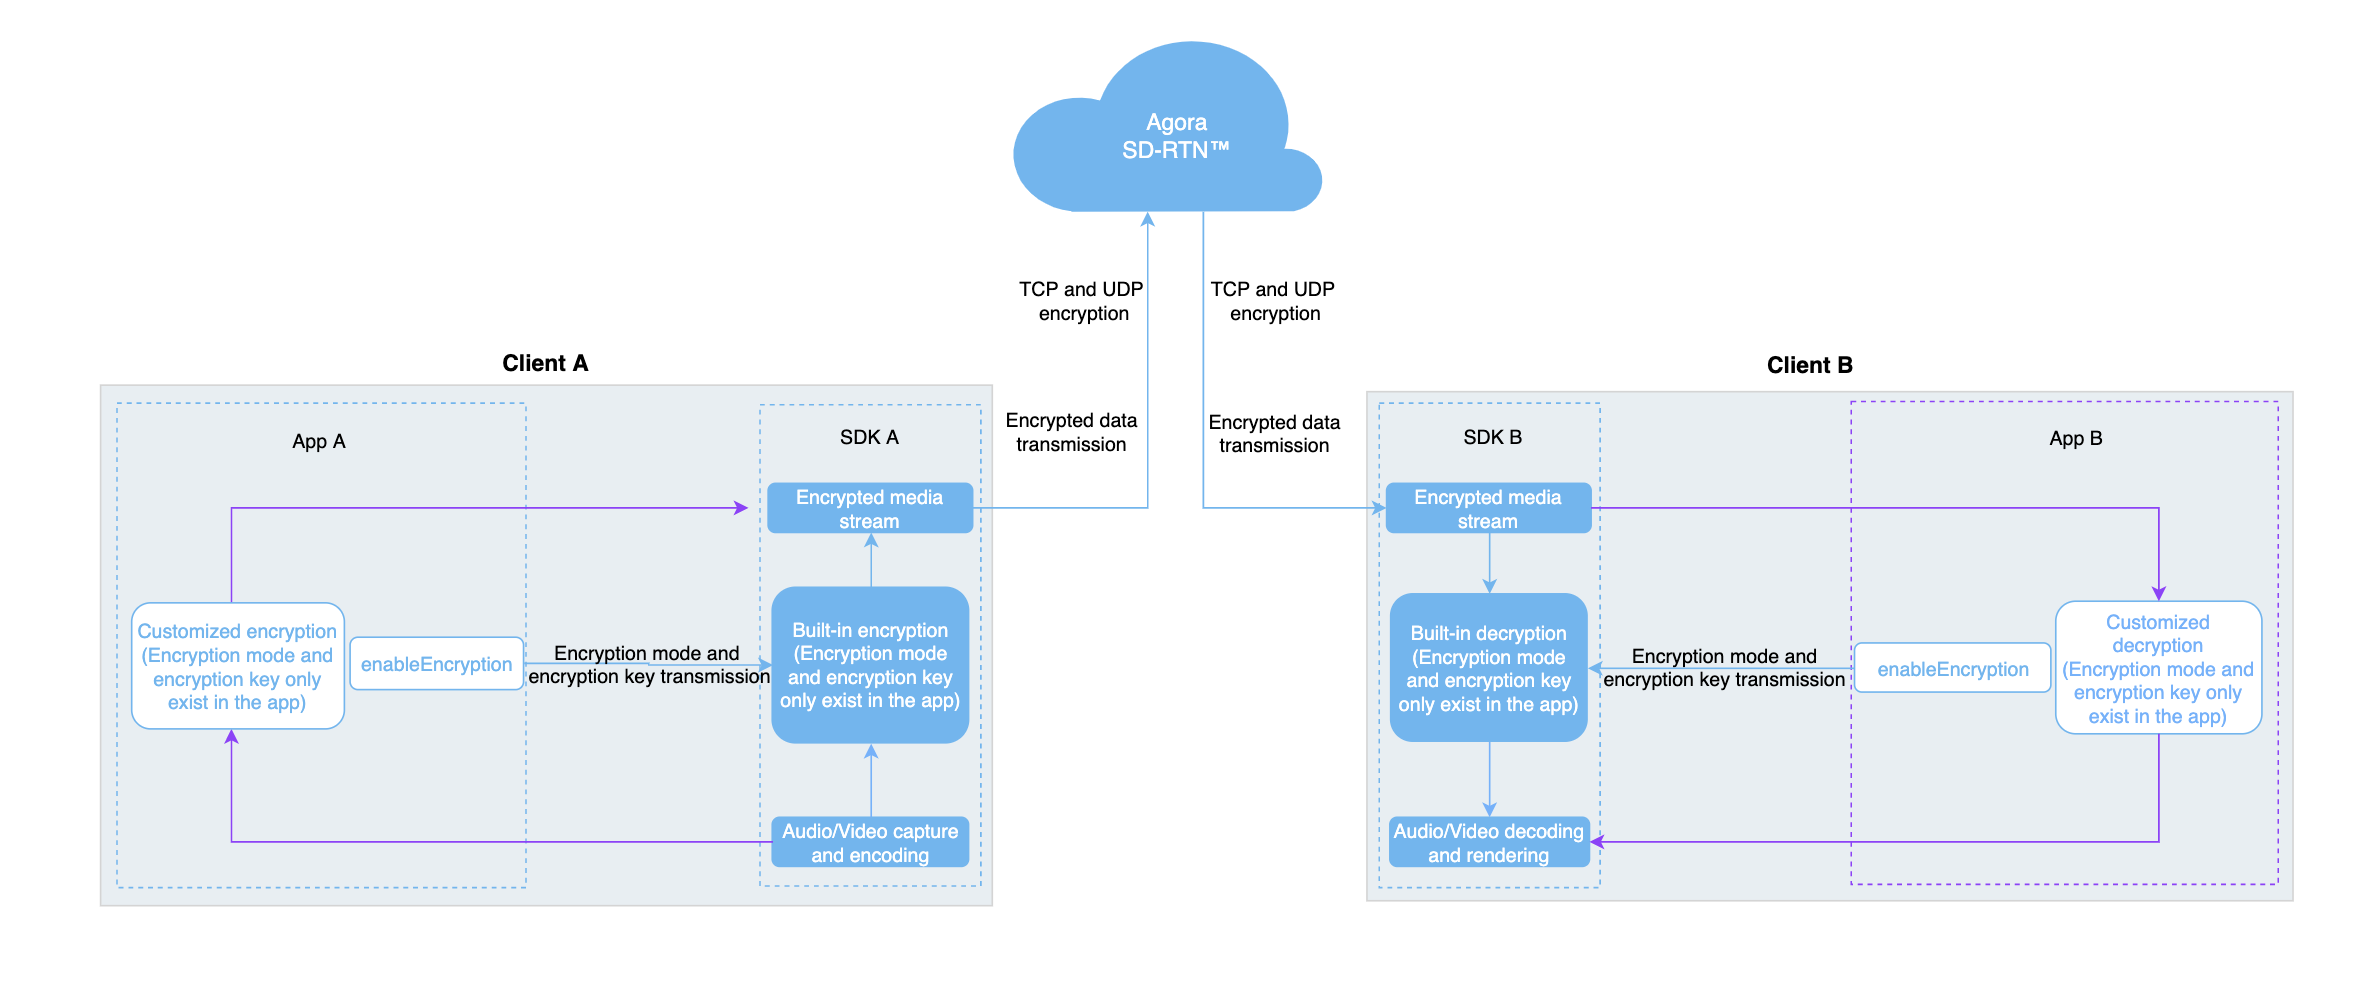 Agora
SD-RTN™
TCP and UDP
encryption
TCP and UDP
encryption
Encrypted data
transmission
Encrypted data
transmission
Client A
App A
SDK A
Encrypted media
stream
Customized encryption
(Encryption mode and
encryption key only
exist in the app)
enableEncryption
Encryption mode and
encryption key transmission
Built-in encryption
(Encryption mode
and encryption key
only exist in the app)
Audio/Video capture
and encoding
Client B
SDK B
App B
Encrypted media
stream
Built-in decryption
(Encryption mode
and encryption key
only exist in the app)
Encryption mode and
encryption key transmission
enableEncryption
Customized
decryption
(Encryption mode and
encryption key only
exist in the app)
Audio/Video decoding
and rendering